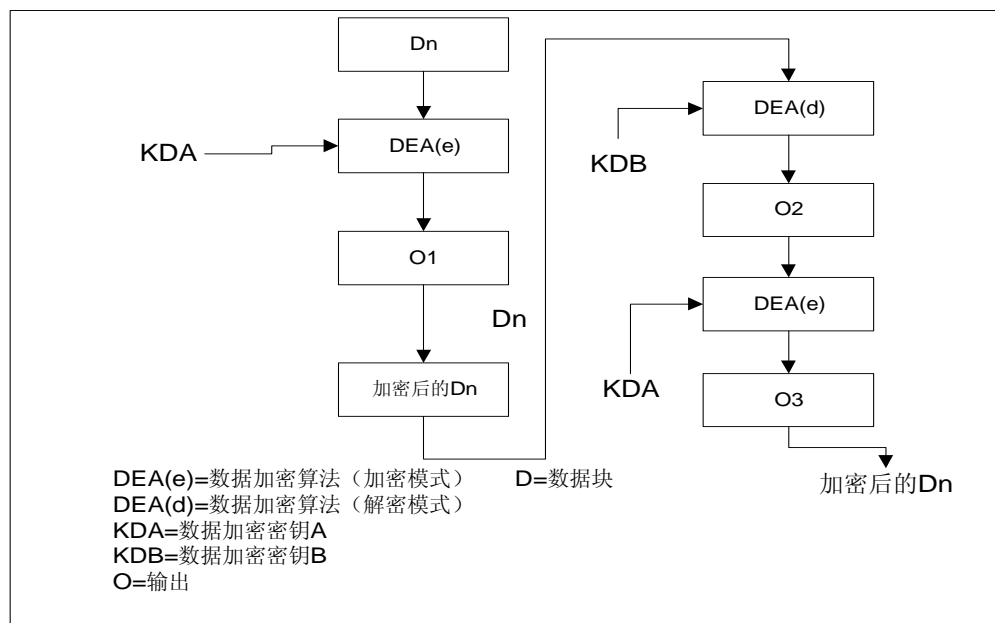 Dn
DEA(e)
KDA
O1
Dn
加密后的Dn
DEA(d)
KDB
O2
DEA(e)
KDA
O3
加密后的Dn
DEA(e)=数据加密算法（加密模式） D=数据块
DEA(d)=数据加密算法（解密模式）
KDA=数据加密密钥A
KDB=数据加密密钥B
O=输出